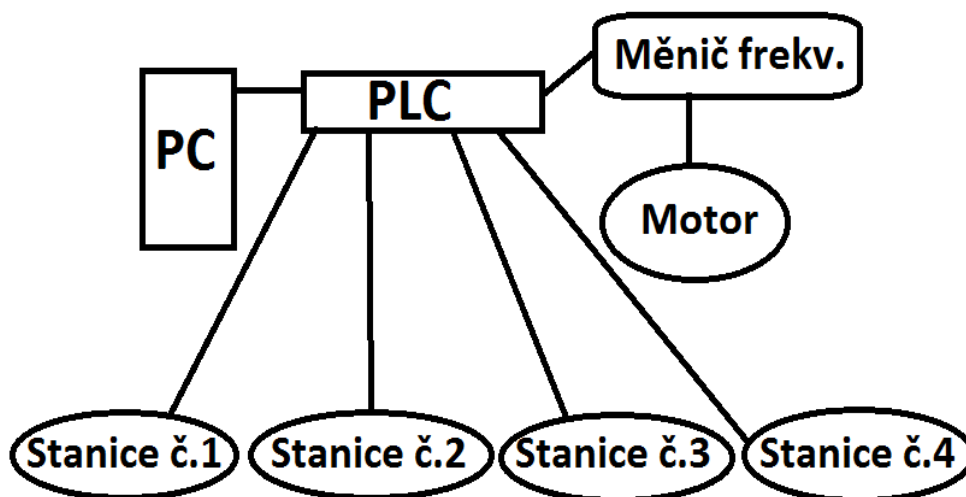 Měnič frekv.
PLC
PC
Motor
Stanice č.1
Stanice č.2
Stanice č.3
Stanice č.4